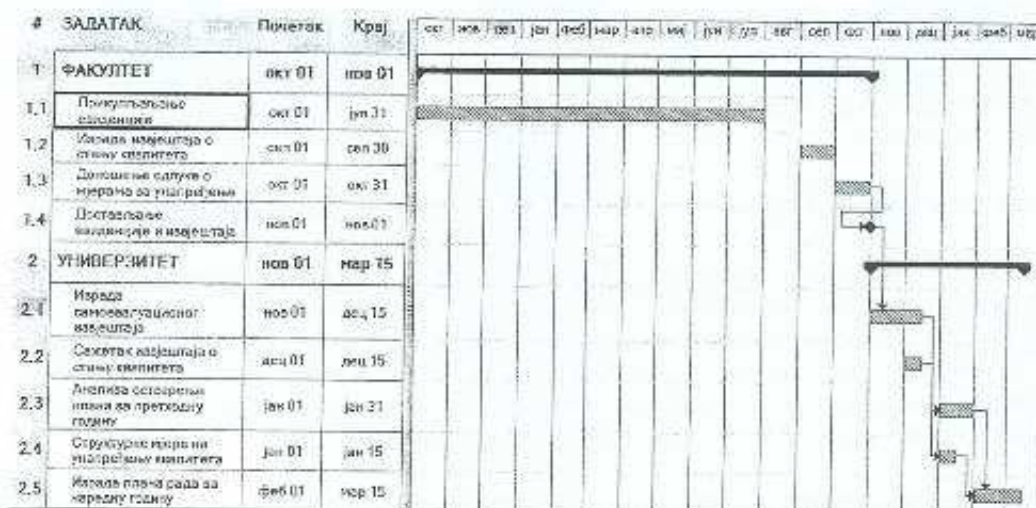 # ЗАДАТАК Почетак Крај окт нов дец јан феб мар апр мај јун јул авг сеп окт нов дец јан феб мар
1 ФАКУЛТЕТ окт 01 нов 01
1.1 Прикупљање
евиденција окт 01 јул 31
1.2 Израда извјештаја о
стању квалитета сеп 01 сеп 30
1.3 Доношење одлуке о
мјерама за унапређење окт 01 окт 31
1.4 Достављање
евиденције и извјештаја нов 01 нов 01
2 УНИВЕРЗИТЕТ нов 01 мар 15
2.1 Израда
самоевалуационог
извјештаја нов 01 дец 15
2.2 Сажетак извјештаја о
стању квалитета дец 01 дец 15
2.3 Анализа остварења
плана за претходну
годину јан 01 јан 31
2.4 Структурне мјере на
унапређењу квалитета јан 01 јан 15
2.5 Израда плана рада за
наредну годину феб 01 мар 15